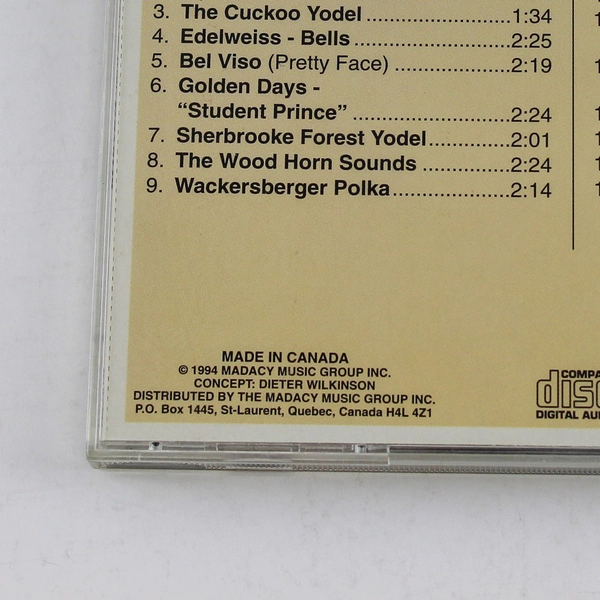 3. The Cuckoo Yodel ........................1:34
4. Edelweiss - Bells ..........................2:25
5. Bel Viso (Pretty Face) ....................2:19
6. Golden Days -
“Student Prince” ..........................2:24
7. Sherbrooke Forest Yodel..............2:01
8. The Wood Horn Sounds ..............2:24
9. Wackersberger Polka....................2:14
MADE IN CANADA
© 1994 MADACY MUSIC GROUP INC.
CONCEPT: DIETER WILKINSON
DISTRIBUTED BY THE MADACY MUSIC GROUP INC.
P.O. Box 1445, St-Laurent, Quebec, Canada H4L 4Z1
COMPA
disc
DIGITAL AU